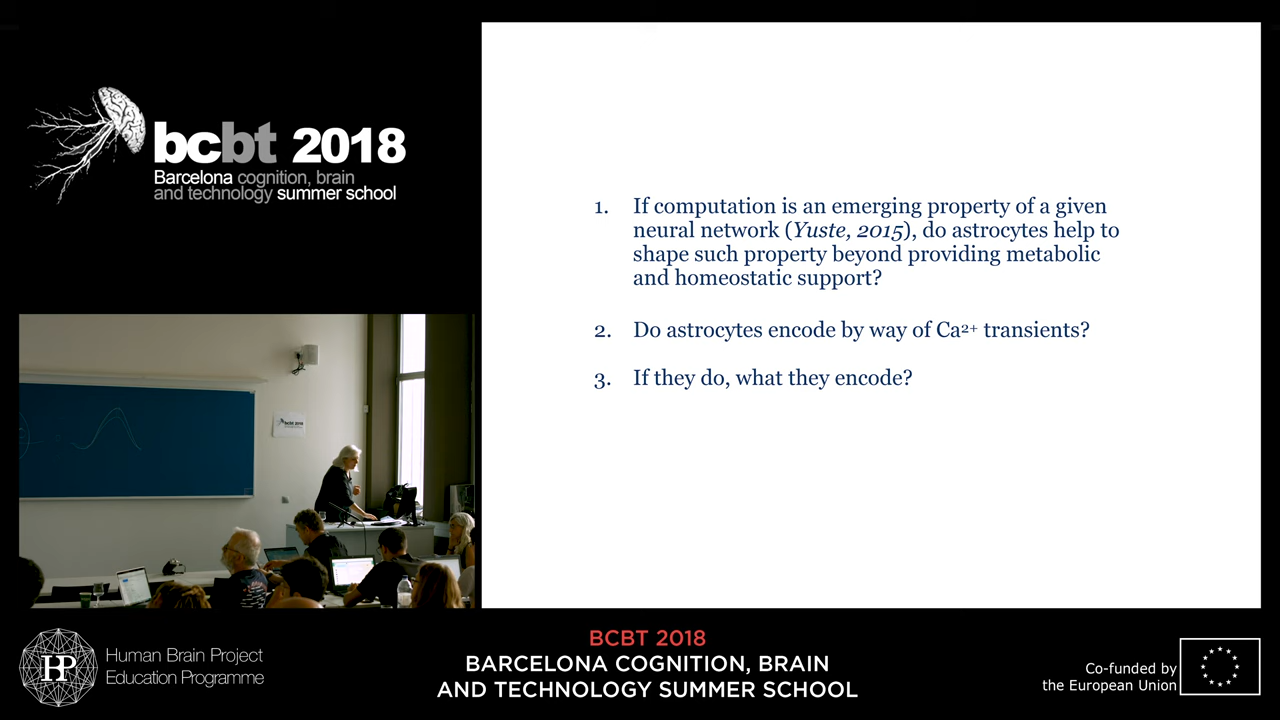 bcbt 2018
Barcelona cognition, brain
and technology summer school
1. If computation is an emerging property of a given
neural network (Yuste, 2015), do astrocytes help to
shape such property beyond providing metabolic
and homeostatic support?
2. Do astrocytes encode by way of Ca²⁺ transients?
3. If they do, what they encode?
bcbt 2018
HP
Human Brain Project
Education Programme
BCBT 2018
BARCELONA COGNITION, BRAIN
AND TECHNOLOGY SUMMER SCHOOL
Co-funded by
the European Union